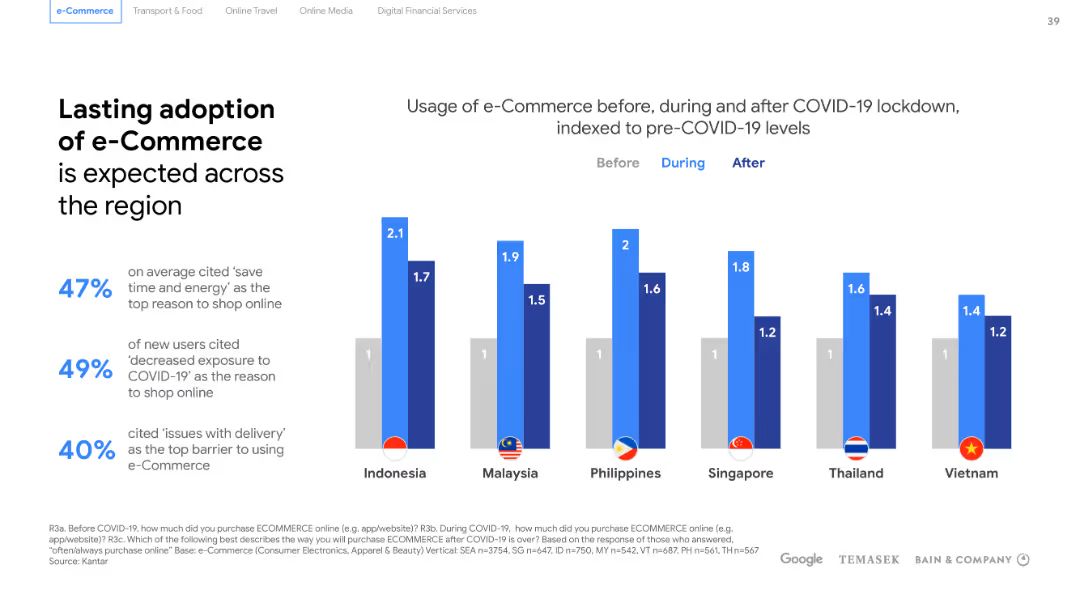 e-Commerce Transport & Food Online Travel Online Media Digital Financial Services
39
Lasting adoption
of e-Commerce
is expected across
the region
47%
on average cited ‘save
time and energy’ as the
top reason to shop online
49%
of new users cited
‘decreased exposure to
COVID-19’ as the reason
to shop online
40%
cited ‘issues with delivery’
as the top barrier to using
e-Commerce
Usage of e-Commerce before, during and after COVID-19 lockdown,
indexed to pre-COVID-19 levels
Before During After
1 2.1 1.7
1 1.9 1.5
1 2 1.6
1 1.8 1.2
1 1.6 1.4
1 1.4 1.2
Indonesia Malaysia Philippines Singapore Thailand Vietnam
R3a. Before COVID-19, how much did you purchase ECOMMERCE online (e.g. app/website)? R3b. During COVID-19, how much did you purchase ECOMMERCE online (e.g.
app/website)? R3c. Which of the following best describes the way you will purchase ECOMMERCE after COVID-19 is over? Based on the response of those who answered,
“often/always purchase online” Base: e-Commerce (Consumer Electronics, Apparel & Beauty) Vertical: SEA n=3754, SG n=647, ID n=750, MY n=542, VT n=687, PH n=561, TH n=567
Source: Kantar
Google TEMASEK BAIN & COMPANY